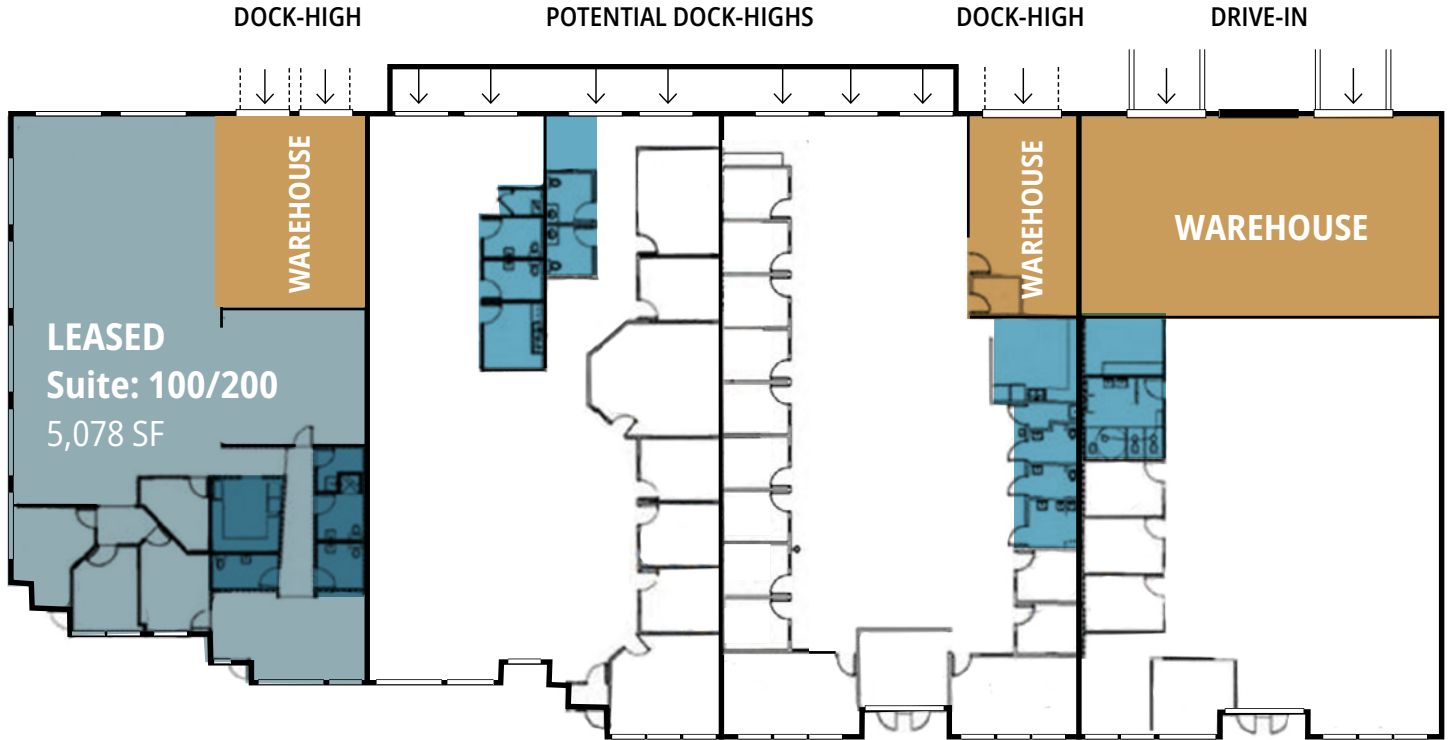 DOCK-HIGH
POTENTIAL DOCK-HIGHS
DOCK-HIGH
DRIVE-IN
WAREHOUSE
WAREHOUSE
WAREHOUSE
LEASED
Suite: 100/200
5,078 SF